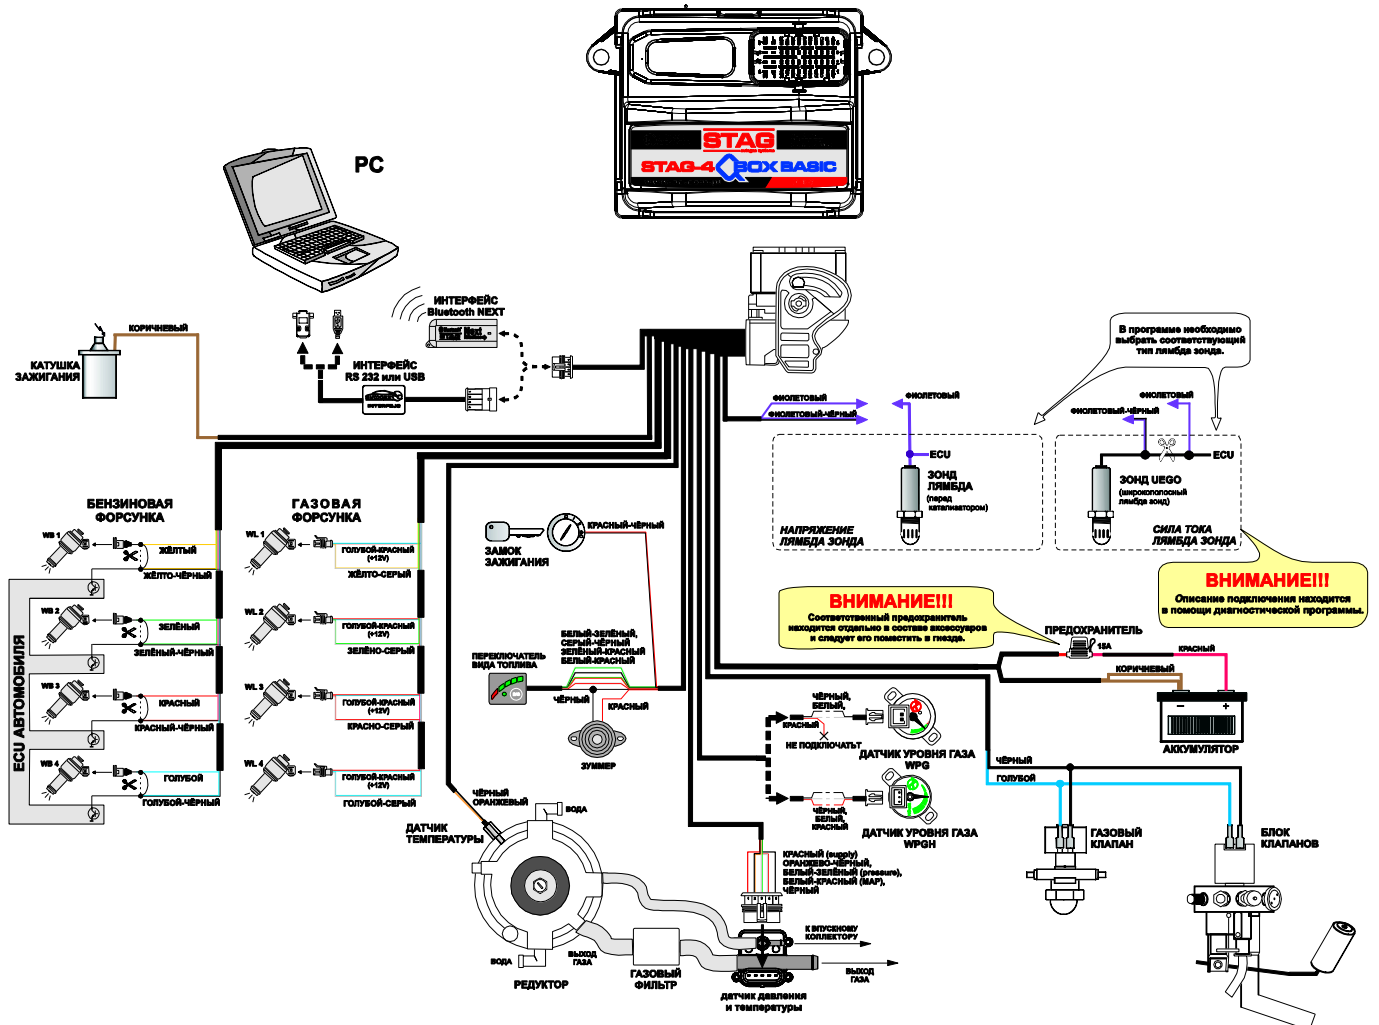 STAG
STAG-4 QBOX BASIC
PC
ИНТЕРФЕЙС
Bluetooth NEXT
КОРИЧНЕВЫЙ
КАТУШКА
ЗАЖИГАНИЯ
ИНТЕРФЕЙС
RS 232 или USB
В программе необходимо
выбрать соответствующий
тип лямбда зонда.
ФИОЛЕТОВЫЙ
ФИОЛЕТОВЫЙ-ЧЁРНЫЙ
ФИОЛЕТОВЫЙ
ECU
ЗОНД
ЛЯМБДА
(перед
катализатором)
НАПРЯЖЕНИЕ
ЛЯМБДА ЗОНДА
ФИОЛЕТОВЫЙ
ФИОЛЕТОВЫЙ-ЧЁРНЫЙ
ECU
ЗОНД UEGO
(широкополосный
лямбда зонд)
СИЛА ТОКА
ЛЯМБДА ЗОНДА
ВНИМАНИЕ!!!
Описание подключения находится
в помощи диагностической программы.
ВНИМАНИЕ!!!
Соответственный предохранитель
находится отдельно в составе аксессуаров
и следует его поместить в гнезде.
ПРЕДОХРАНИТЕЛЬ
15A
КРАСНЫЙ
КОРИЧНЕВЫЙ
− +
АККУМУЛЯТОР
БЕНЗИНОВАЯ
ФОРСУНКА
ГАЗОВАЯ
ФОРСУНКА
WB 1
ЖЁЛТЫЙ
ЖЁЛТО-ЧЁРНЫЙ
WB 2
ЗЕЛЁНЫЙ
ЗЕЛЁНЫЙ-ЧЁРНЫЙ
WB 3
КРАСНЫЙ
КРАСНЫЙ-ЧЁРНЫЙ
WB 4
ГОЛУБОЙ
ГОЛУБОЙ-ЧЁРНЫЙ
ECU АВТОМОБИЛЯ
WL 1
ГОЛУБОЙ-КРАСНЫЙ
(+12V)
ЖЁЛТО-СЕРЫЙ
WL 2
ГОЛУБОЙ-КРАСНЫЙ
(+12V)
ЗЕЛЁНО-СЕРЫЙ
WL 3
ГОЛУБОЙ-КРАСНЫЙ
(+12V)
КРАСНО-СЕРЫЙ
WL 4
ГОЛУБОЙ-КРАСНЫЙ
(+12V)
ГОЛУБОЙ-СЕРЫЙ
КРАСНЫЙ-ЧЁРНЫЙ
ЗАМОК
ЗАЖИГАНИЯ
ПЕРЕКЛЮЧАТЕЛЬ
ВИДА ТОПЛИВА
БЕЛЫЙ-ЗЕЛЁНЫЙ,
СЕРЫЙ-ЧЁРНЫЙ
ЗЕЛЁНЫЙ-КРАСНЫЙ
БЕЛЫЙ-КРАСНЫЙ
ЧЁРНЫЙ
КРАСНЫЙ
ЗУММЕР
ЧЁРНЫЙ,
БЕЛЫЙ,
КРАСНЫЙ
НЕ ПОДКЛЮЧАТЬТ
ДАТЧИК УРОВНЯ ГАЗА
WPG
ЧЁРНЫЙ,
БЕЛЫЙ,
КРАСНЫЙ
ДАТЧИК УРОВНЯ ГАЗА
WPGH
ЧЁРНЫЙ
ГОЛУБОЙ
ГАЗОВЫЙ
КЛАПАН
БЛОК
КЛАПАНОВ
ЧЁРНЫЙ
ОРАНЖЕВЫЙ
ДАТЧИК
ТЕМПЕРАТУРЫ
ВОДА
ВОДА
РЕДУКТОР
ВЫХОД
ГАЗА
ГАЗОВЫЙ
ФИЛЬТР
КРАСНЫЙ (supply)
ОРАНЖЕВО-ЧЁРНЫЙ,
БЕЛЫЙ-ЗЕЛЁНЫЙ (pressure),
БЕЛЫЙ-КРАСНЫЙ (MAP),
ЧЁРНЫЙ
К ВПУСКНОМУ
КОЛЛЕКТОРУ
ВЫХОД
ГАЗА
датчик давления
и температуры